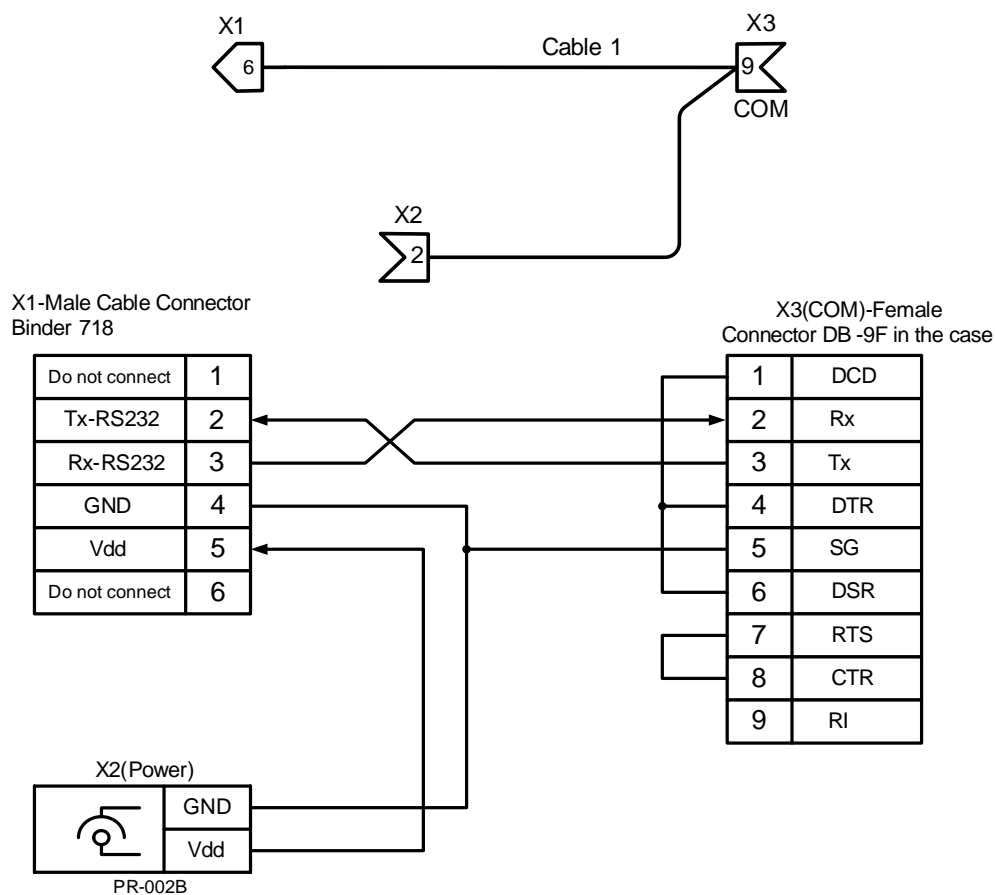 X1
X3
Cable 1
6
9
COM
X2
2
X1-Male Cable Connector
Binder 718
X3(COM)-Female
Connector DB -9F in the case
Do not connect 1
Tx-RS232 2
Rx-RS232 3
GND 4
Vdd 5
Do not connect 6
1 DCD
2 Rx
3 Tx
4 DTR
5 SG
6 DSR
7 RTS
8 CTR
9 RI
X2(Power)
GND
Vdd
PR-002B